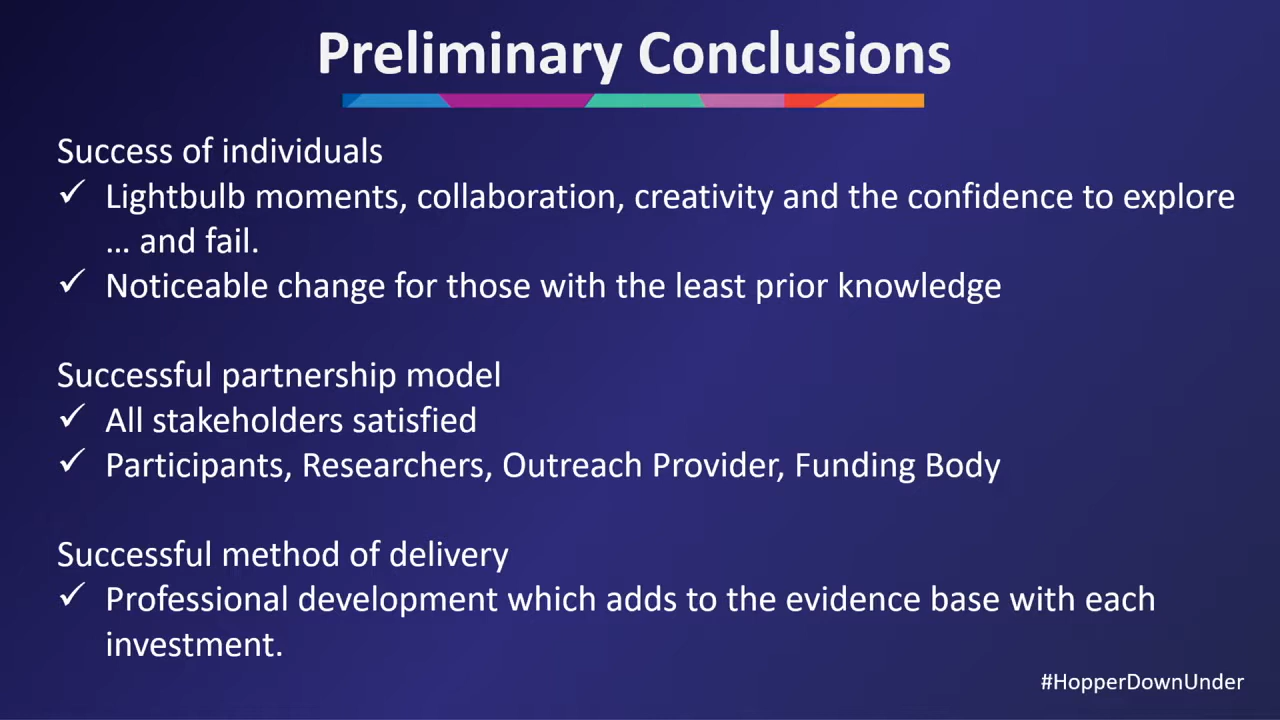 Preliminary Conclusions
Success of individuals
✓ Lightbulb moments, collaboration, creativity and the confidence to explore
... and fail.
✓ Noticeable change for those with the least prior knowledge
Successful partnership model
✓ All stakeholders satisfied
✓ Participants, Researchers, Outreach Provider, Funding Body
Successful method of delivery
✓ Professional development which adds to the evidence base with each
investment.
#HopperDownUnder